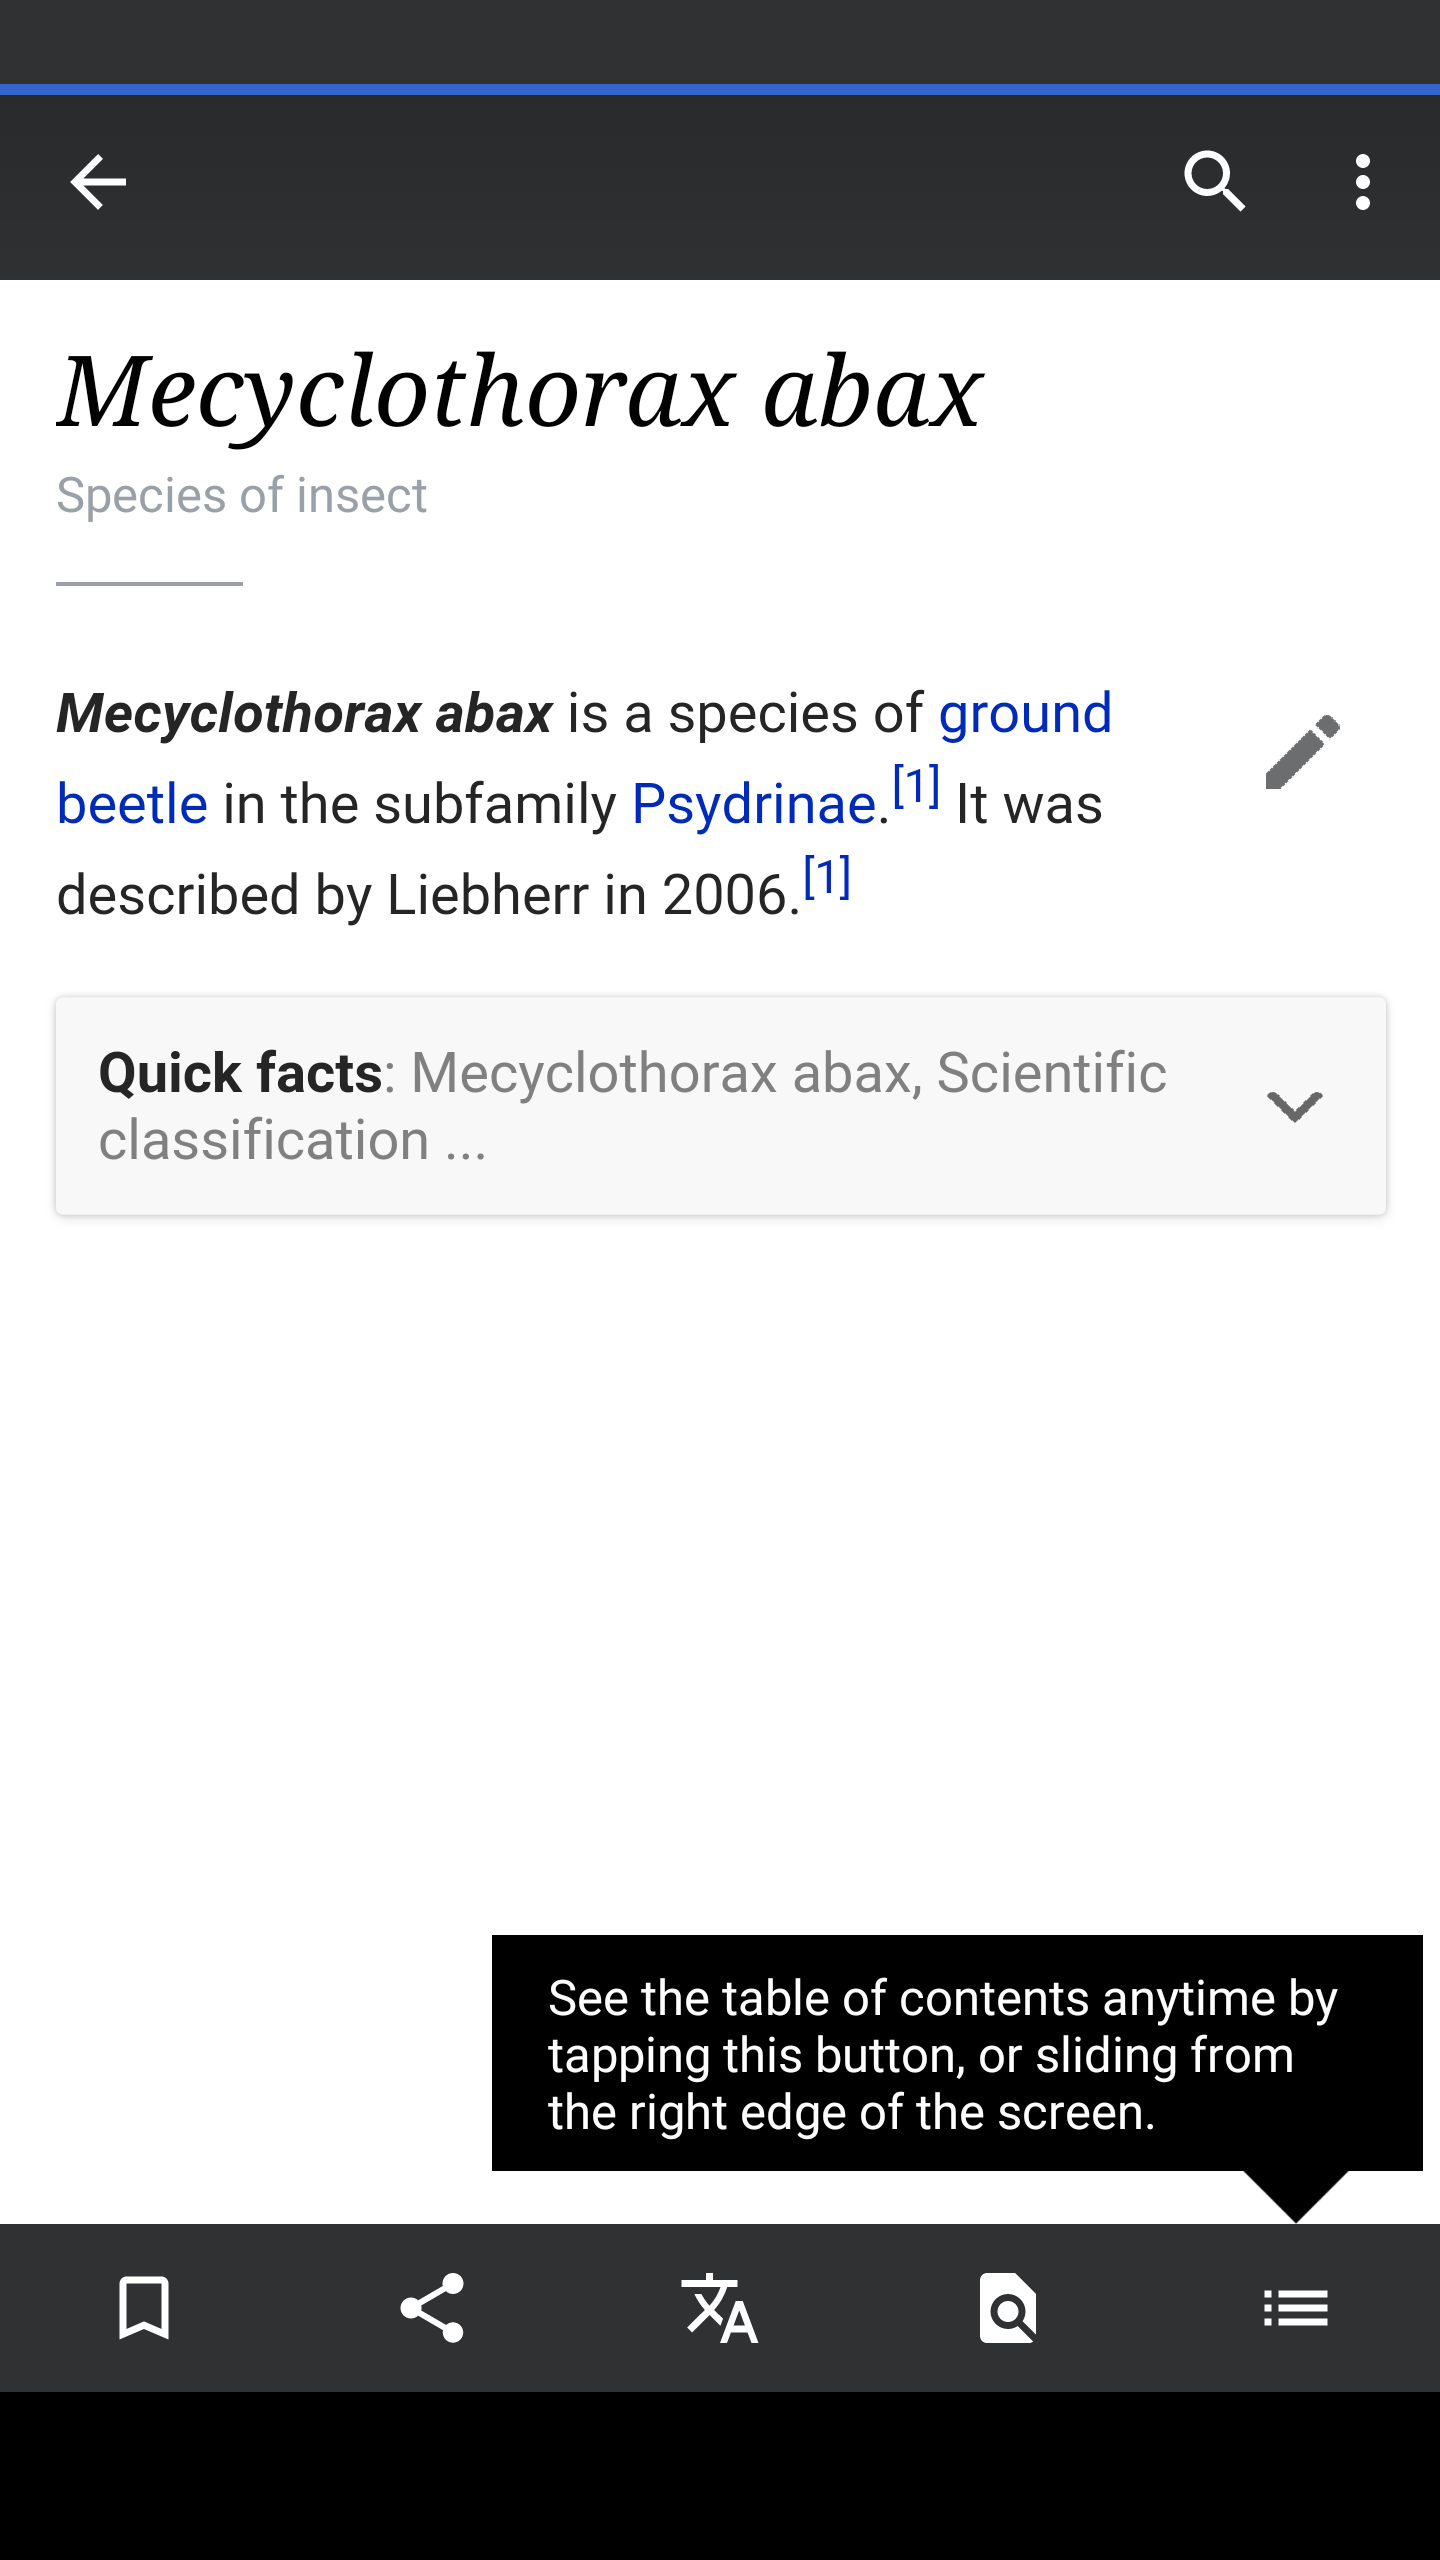 Mecyclothorax abax
Species of insect
Mecyclothorax abax is a species of ground
beetle in the subfamily Psydrinae.[1] It was
described by Liebherr in 2006.[1]
Quick facts: Mecyclothorax abax, Scientific
classification ...
See the table of contents anytime by
tapping this button, or sliding from
the right edge of the screen.